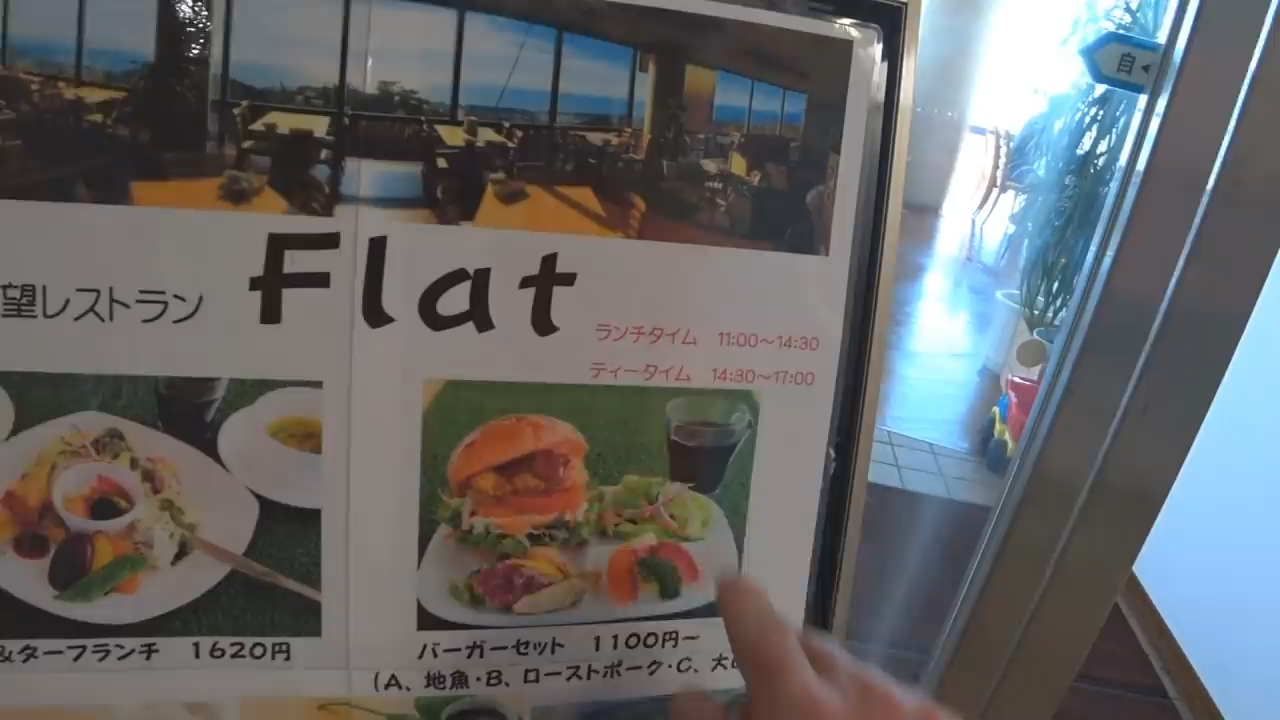 自
望レストラン Flat
ランチタイム 11:00~14:30
ティータイム 14:30~17:00
&ターフランチ 1620円
バーガーセット 1100円~
(A、地魚・B、ローストポーク・C、大